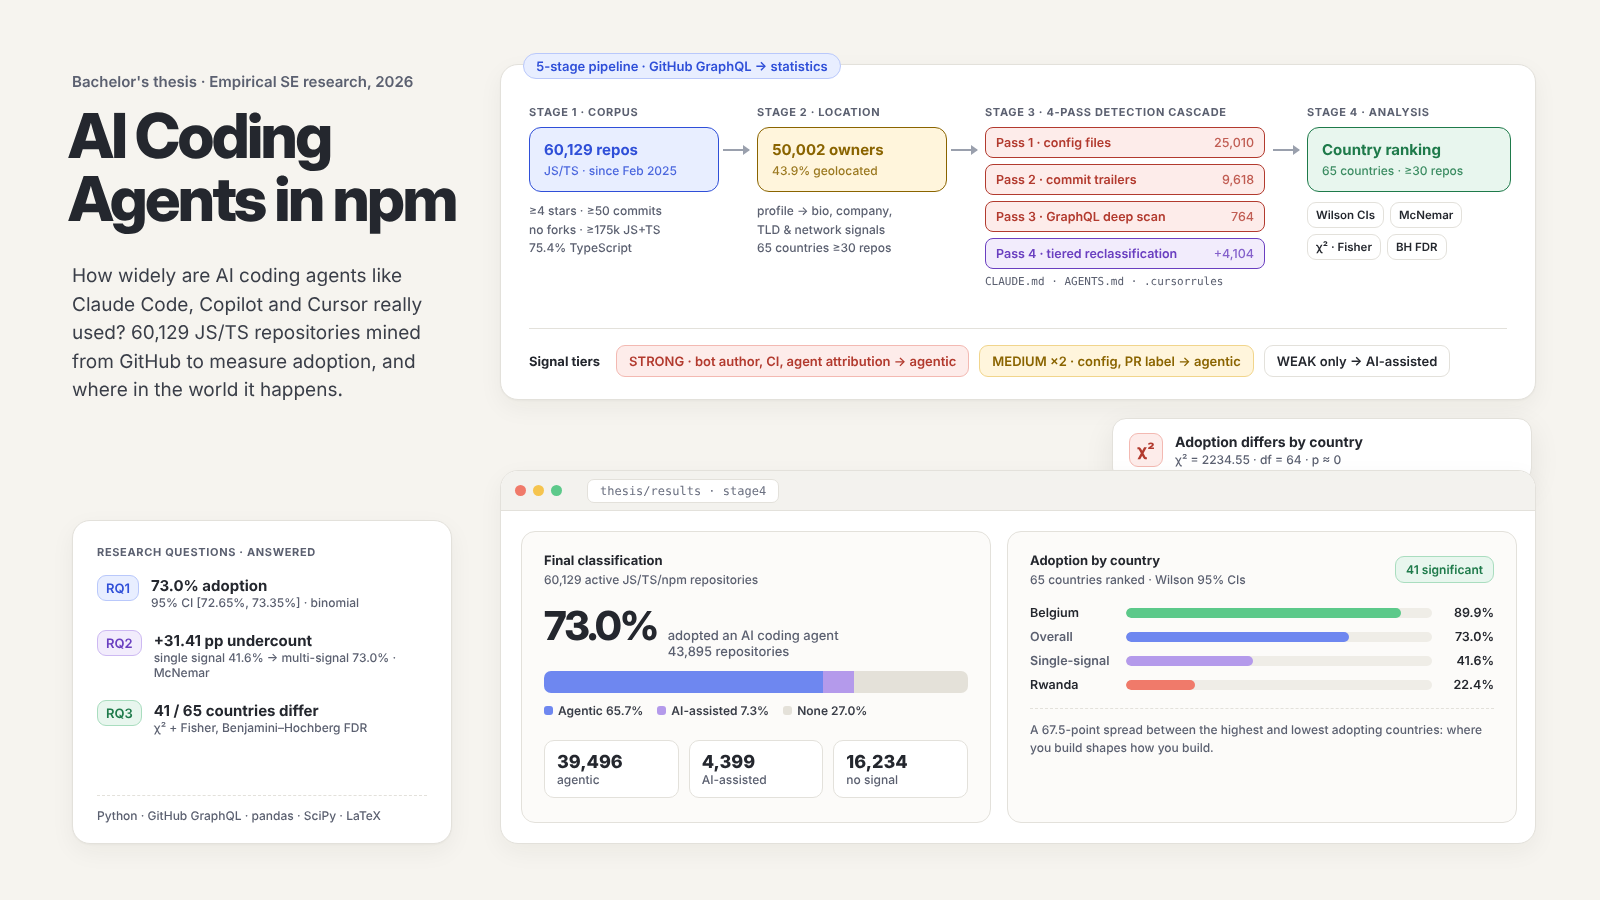 Bachelor's thesis · Empirical SE research, 2026
AI Coding
Agents in npm
How widely are AI coding agents like
Claude Code, Copilot and Cursor really
used? 60,129 JS/TS repositories mined
from GitHub to measure adoption, and
where in the world it happens.
RESEARCH QUESTIONS · ANSWERED
RQ1
73.0% adoption
95% CI [72.65%, 73.35%] · binomial
RQ2
+31.41 pp undercount
single signal 41.6% → multi-signal 73.0% ·
McNemar
RQ3
41 / 65 countries differ
χ² + Fisher, Benjamini–Hochberg FDR
Python · GitHub GraphQL · pandas · SciPy · LaTeX
5-stage pipeline · GitHub GraphQL → statistics
STAGE 1 · CORPUS
60,129 repos
JS/TS · since Feb 2025
≥4 stars · ≥50 commits
no forks · ≥175k JS+TS
75.4% TypeScript
STAGE 2 · LOCATION
50,002 owners
43.9% geolocated
profile → bio, company,
TLD & network signals
65 countries ≥30 repos
STAGE 3 · 4-PASS DETECTION CASCADE
Pass 1 · config files 25,010
Pass 2 · commit trailers 9,618
Pass 3 · GraphQL deep scan 764
Pass 4 · tiered reclassification +4,104
CLAUDE.md · AGENTS.md · .cursorrules
STAGE 4 · ANALYSIS
Country ranking
65 countries · ≥30 repos
Wilson CIs McNemar
χ² · Fisher BH FDR
Signal tiers STRONG · bot author, CI, agent attribution → agentic MEDIUM ×2 · config, PR label → agentic WEAK only → AI-assisted
χ²
Adoption differs by country
χ² = 2234.55 · df = 64 · p ≈ 0
thesis/results · stage4
Final classification
60,129 active JS/TS/npm repositories
73.0%
adopted an AI coding agent
43,895 repositories
Agentic 65.7% AI-assisted 7.3% None 27.0%
39,496
agentic
4,399
AI-assisted
16,234
no signal
Adoption by country
65 countries ranked · Wilson 95% CIs
41 significant
Belgium 89.9%
Overall 73.0%
Single-signal 41.6%
Rwanda 22.4%
A 67.5-point spread between the highest and lowest adopting countries: where
you build shapes how you build.